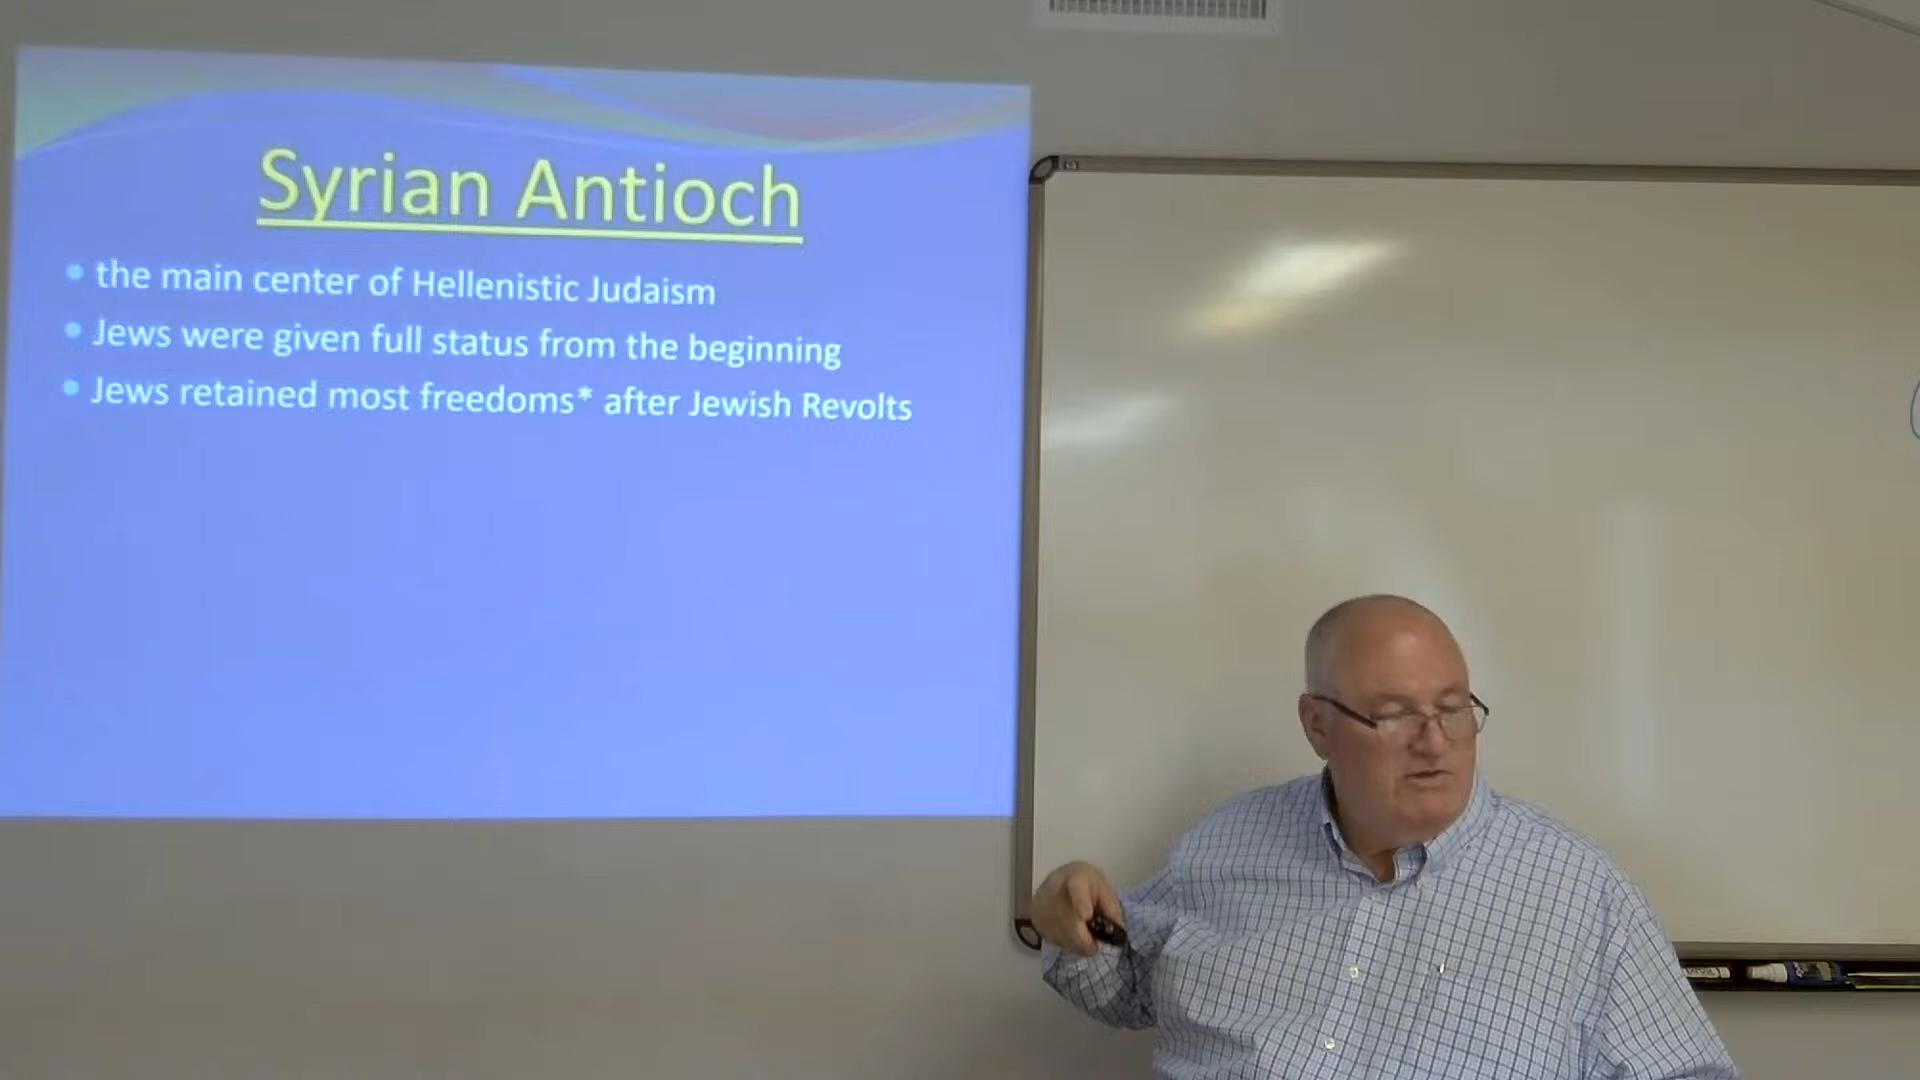 Syrian Antioch
• the main center of Hellenistic Judaism
• Jews were given full status from the beginning
• Jews retained most freedoms* after Jewish Revolts